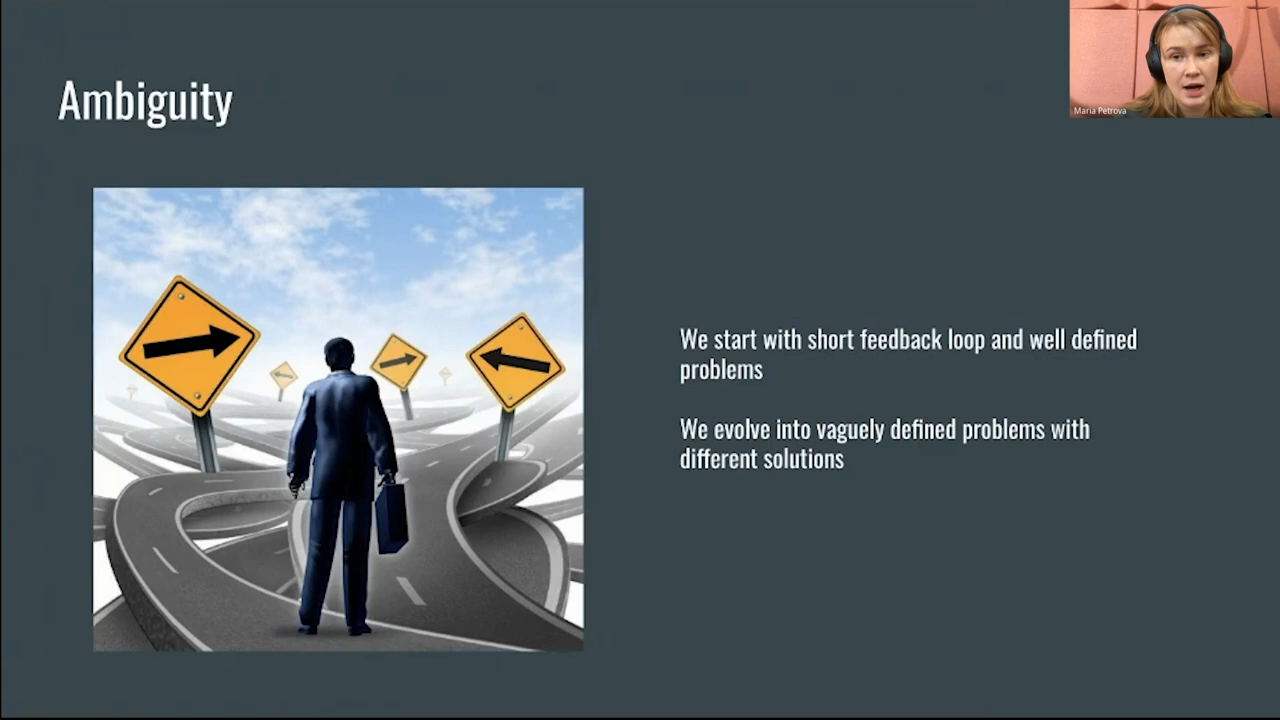 Ambiguity
Maria Petrova
We start with short feedback loop and well defined
problems
We evolve into vaguely defined problems with
different solutions